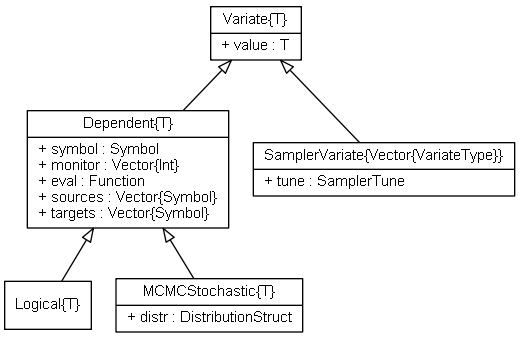 Variate{T}
+ value : T
Dependent{T}
+ symbol : Symbol
+ monitor : Vector{Int}
+ eval : Function
+ sources : Vector{Symbol}
+ targets : Vector{Symbol}
SamplerVariate{Vector{VariateType}}
+ tune : SamplerTune
Logical{T}
MCMCStochastic{T}
+ distr : DistributionStruct